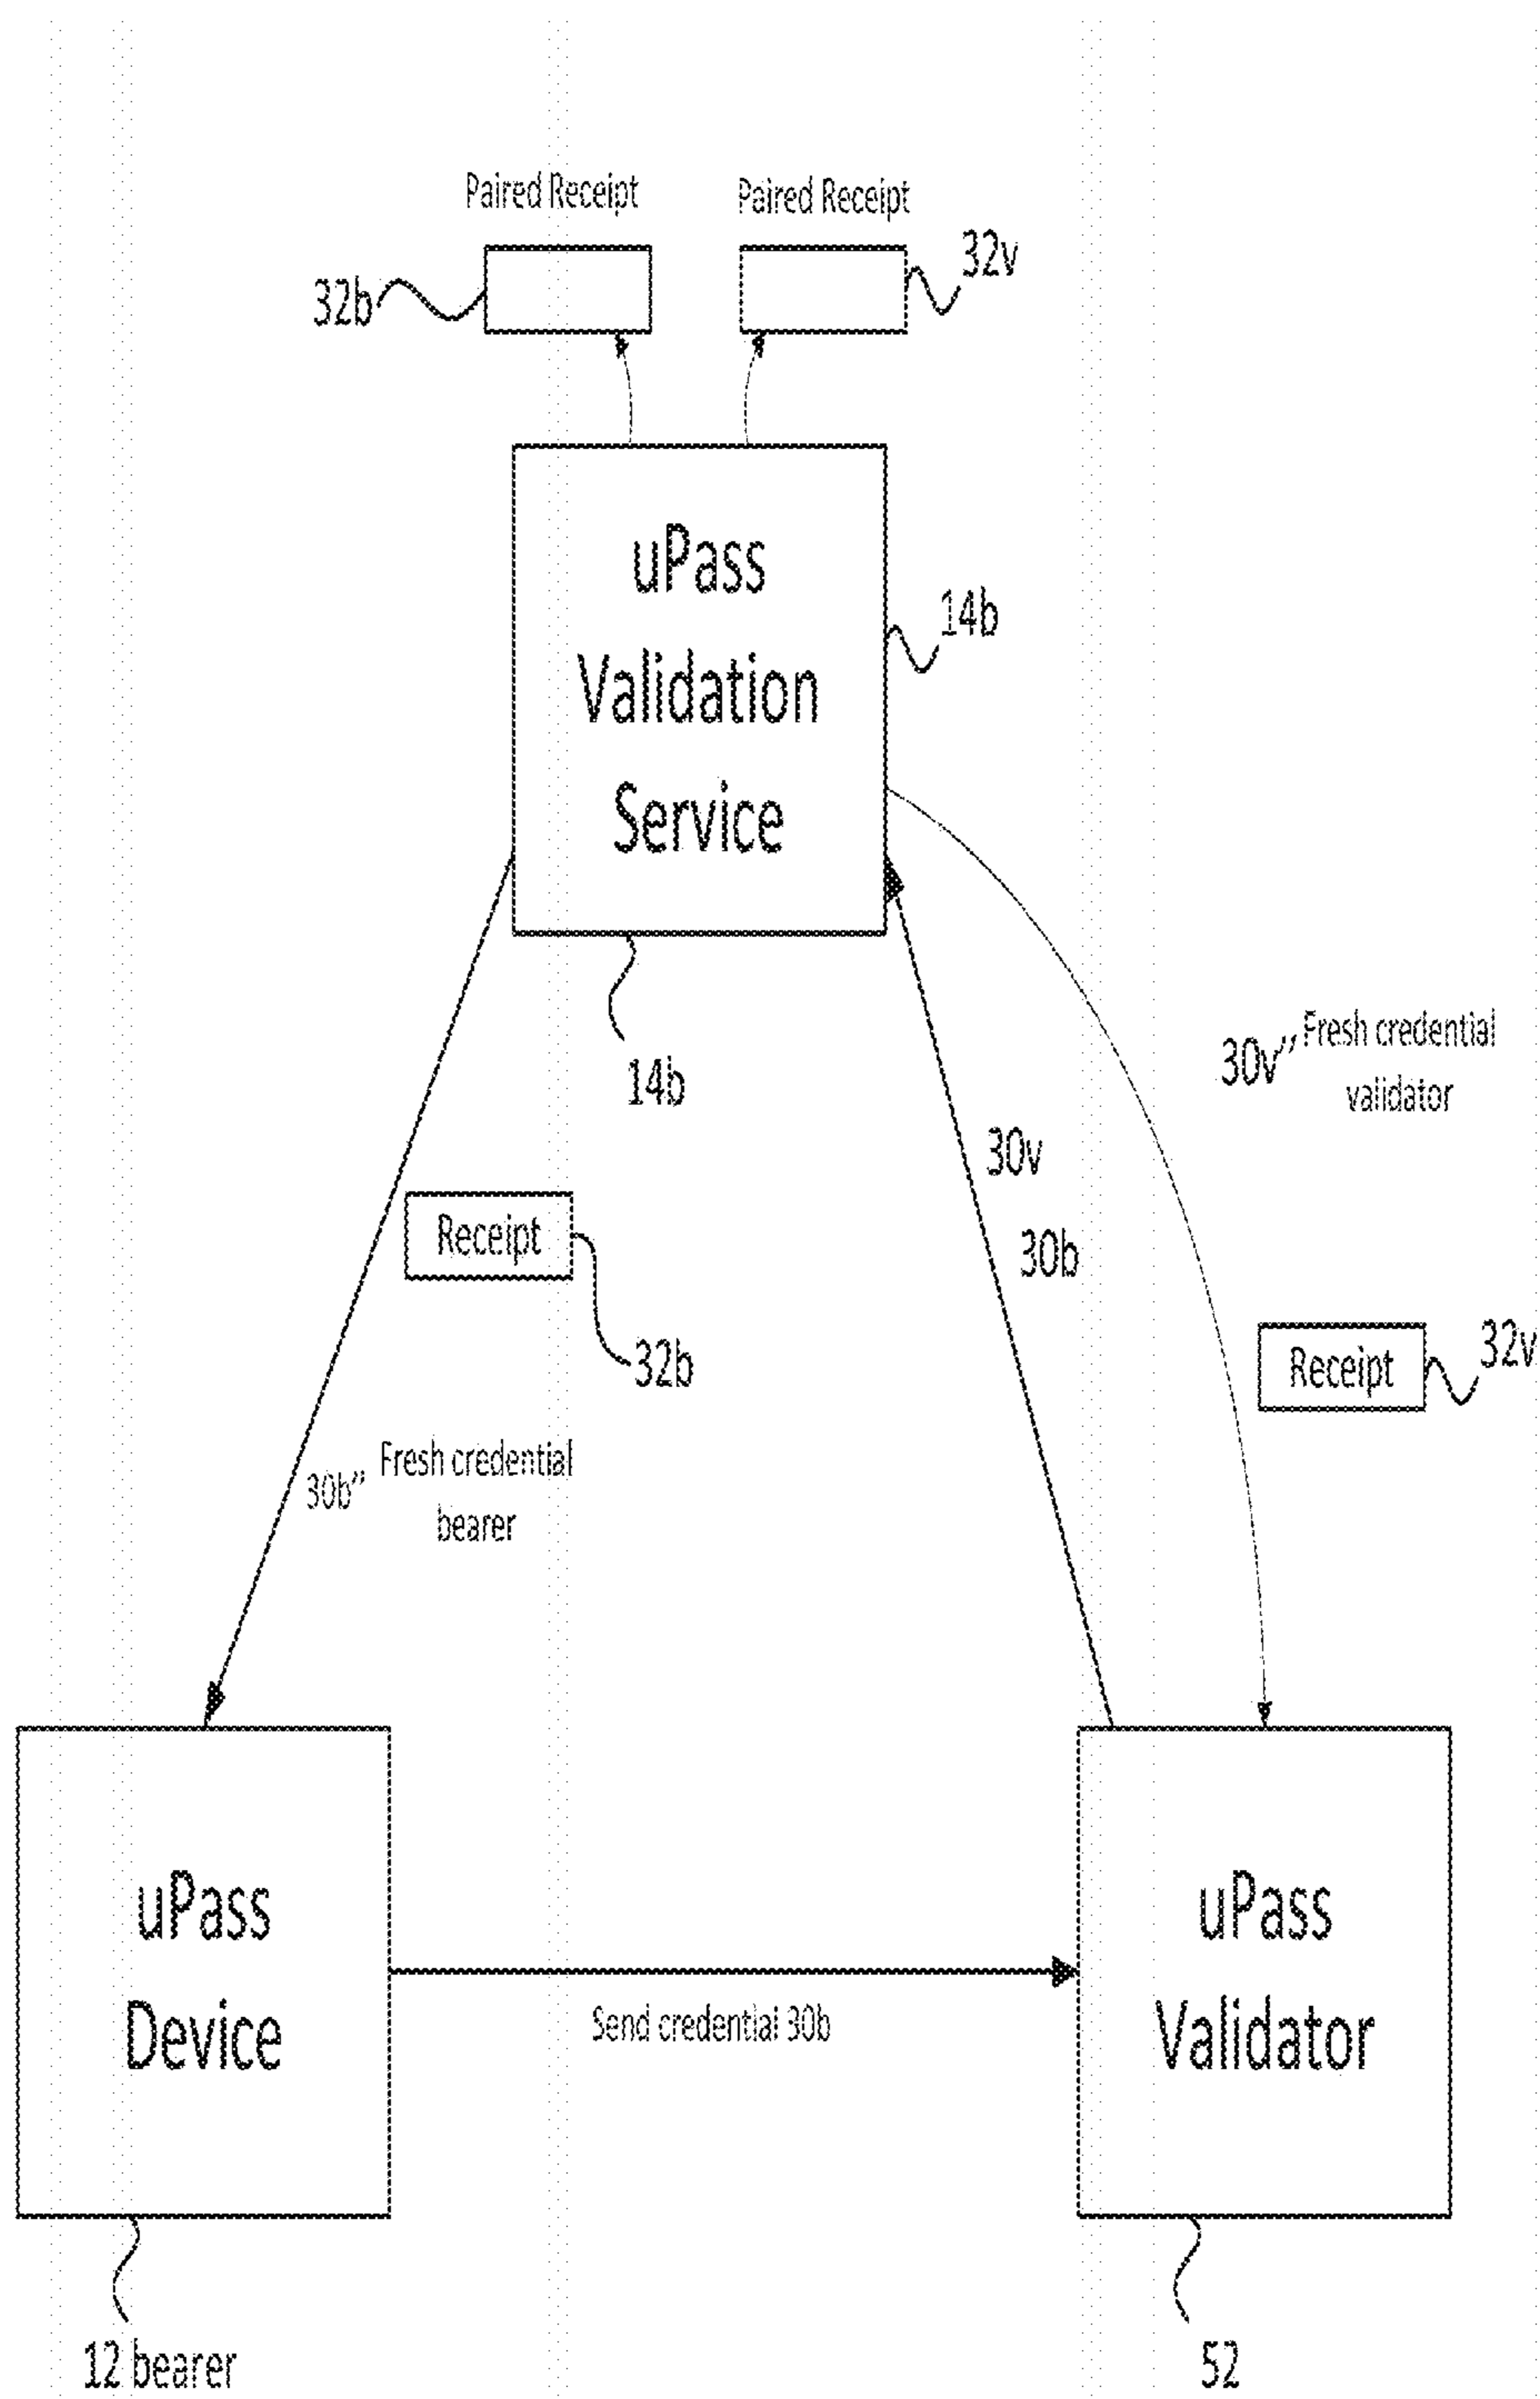 Paired Receipt
Paired Receipt
32b
32v
uPass
Validation
Service
14b
14b
30v” Fresh credential
validator
30v
30b
Receipt
32b
Receipt
32v
30b” Fresh credential
bearer
uPass
Device
Send credential 30b
uPass
Validator
12 bearer
52